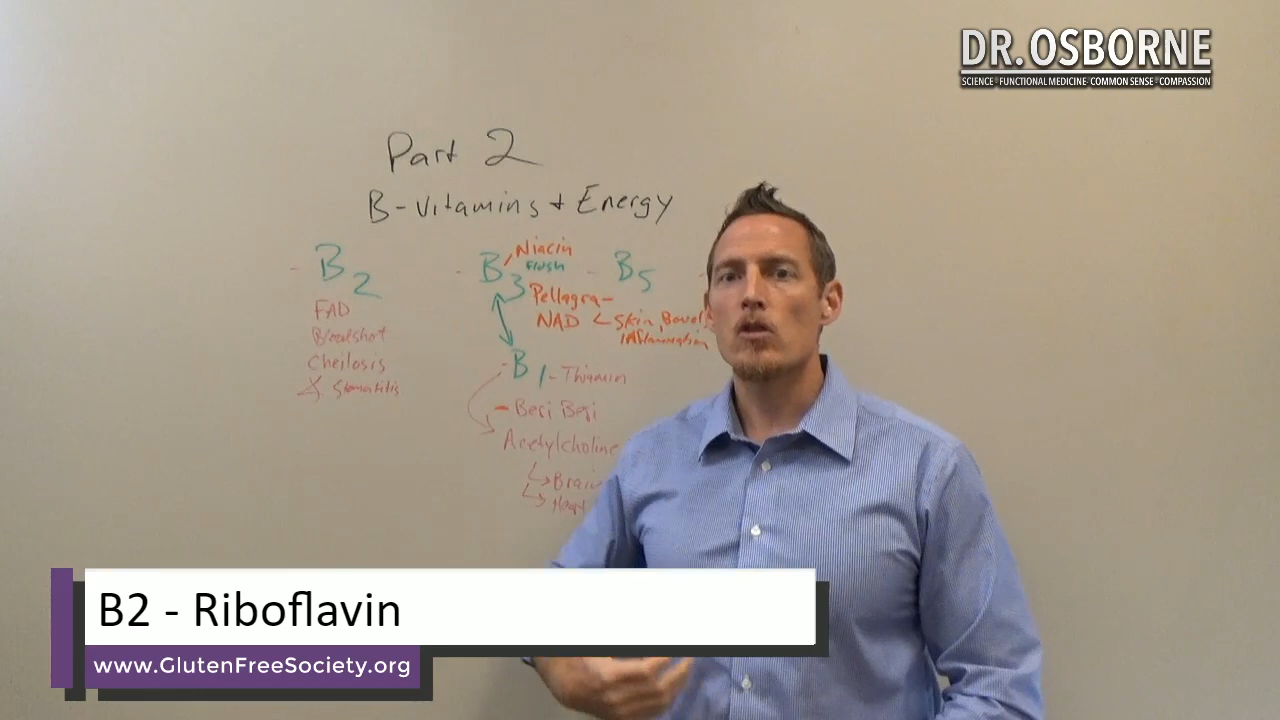 DR. OSBORNE
SCIENCE - FUNCTIONAL MEDICINE - COMMON SENSE - COMPASSION
Part 2
B-vitamins + Energy
B2
FAD
Bloodshot
Cheilosis
Stomatitis
B3
Niacin
flush
Pellagra-
NAD < Skin, Bowel,
Inflammation
B1 - Thiamin
- Beri Beri
Acetylcholine
Brain
Heart
B5
B2 - Riboflavin
www.GlutenFreeSociety.org